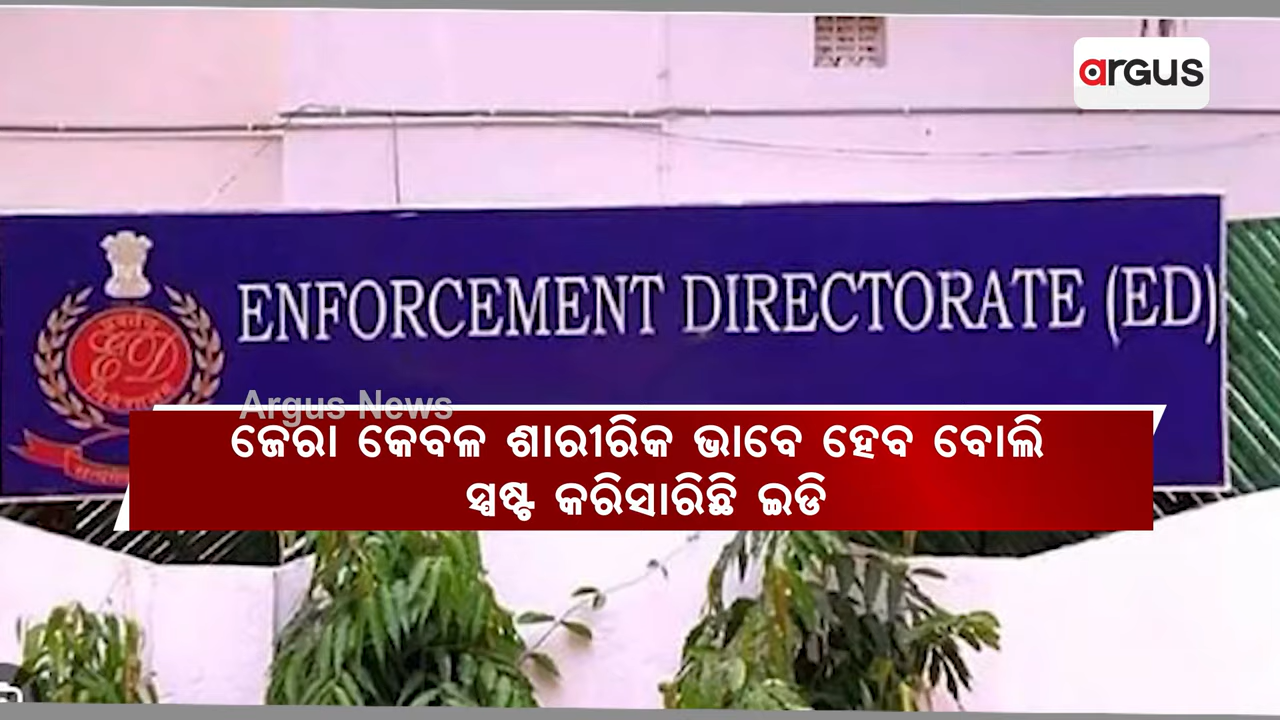 argus
ENFORCEMENT DIRECTORATE (ED)
Argus News
ଜେରା କେବଳ ଶାରୀରିକ ଭାବେ ହେବ ବୋଲି
ସ୍ପଷ୍ଟ କରିସାରିଛି ଇଡି